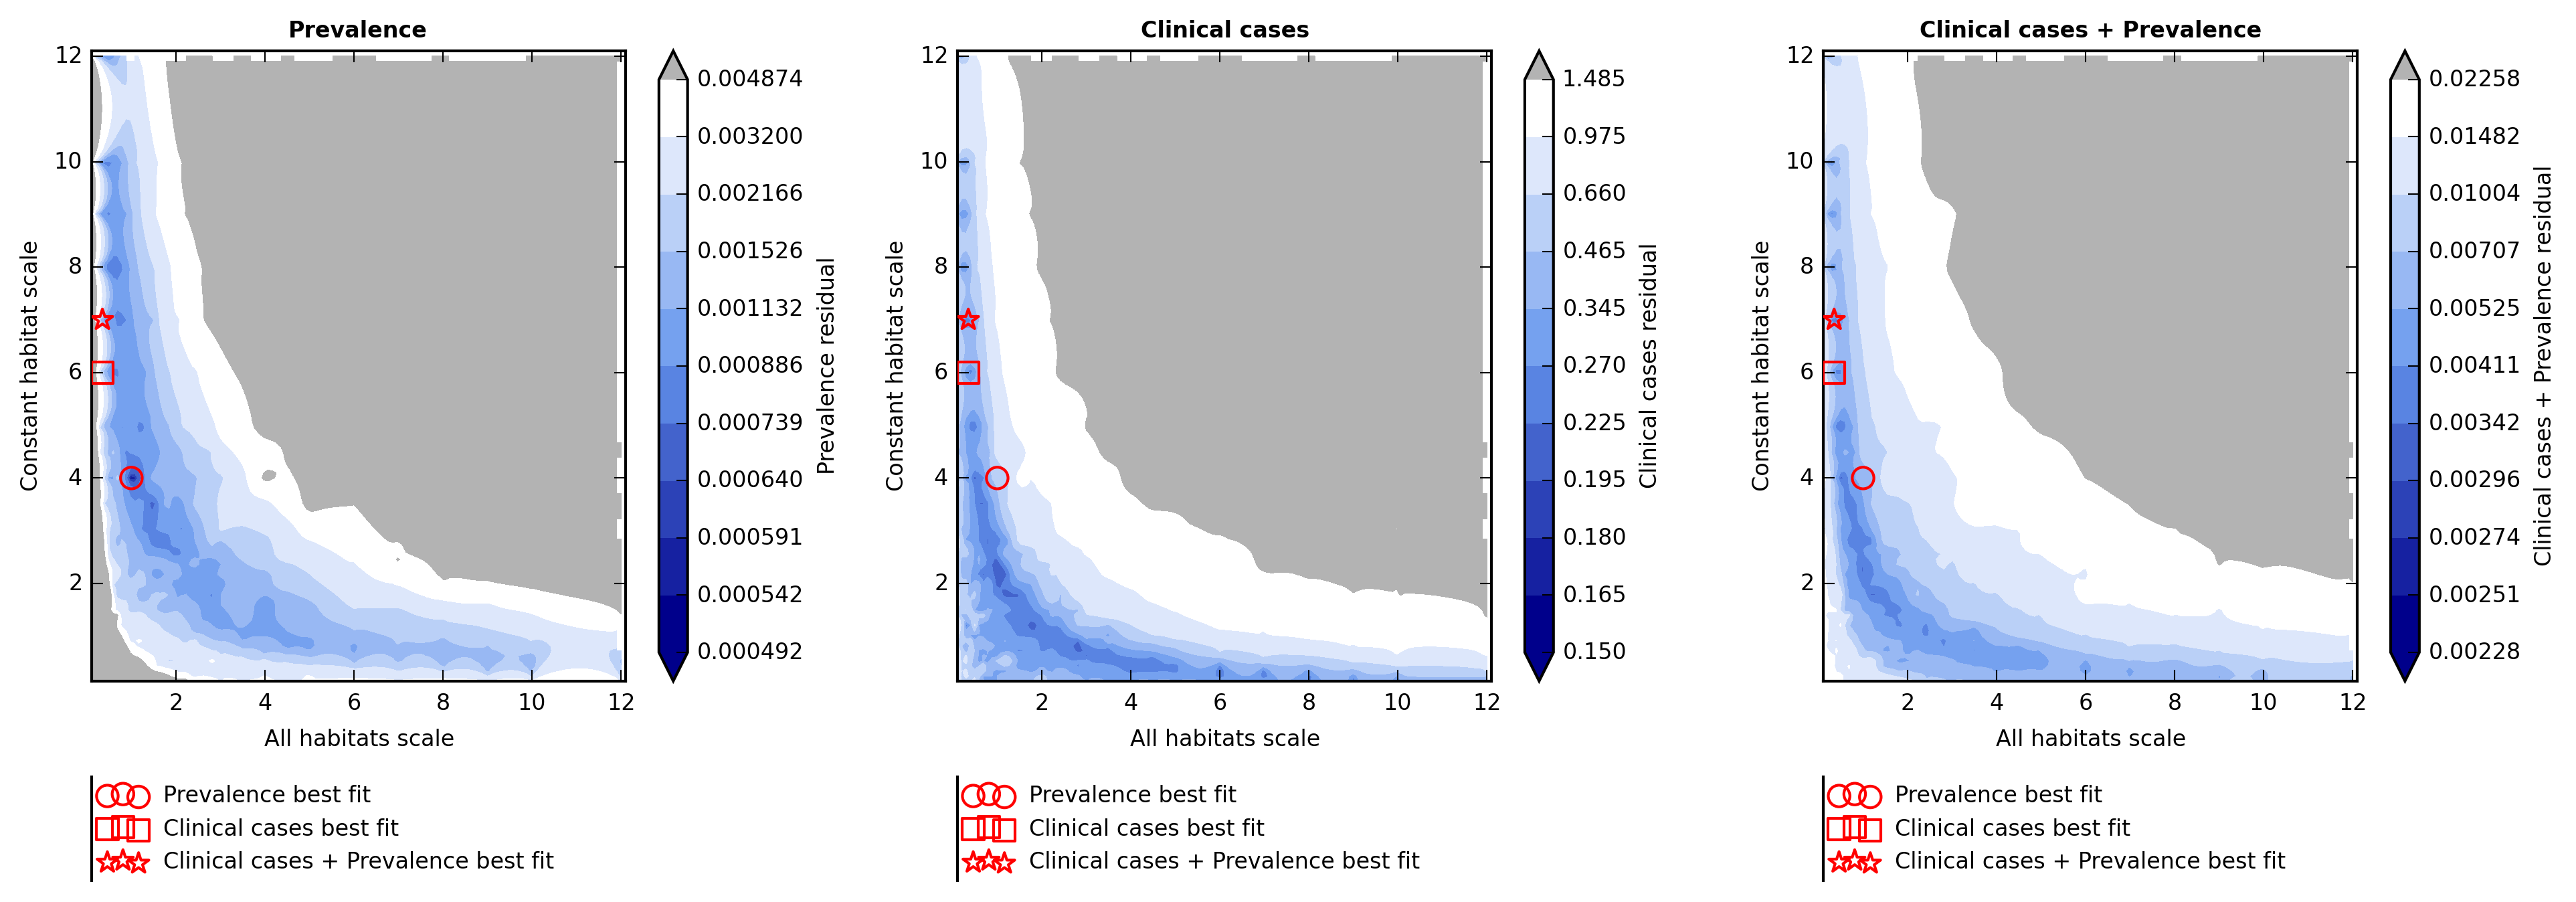 Prevalence
Constant habitat scale
12
10
8
6
4
2
2 4 6 8 10 12
All habitats scale
0.004874
0.003200
0.002166
0.001526
0.001132
0.000886
0.000739
0.000640
0.000591
0.000542
0.000492
Prevalence residual
Prevalence best fit
Clinical cases best fit
Clinical cases + Prevalence best fit
Clinical cases
Constant habitat scale
12
10
8
6
4
2
2 4 6 8 10 12
All habitats scale
1.485
0.975
0.660
0.465
0.345
0.270
0.225
0.195
0.180
0.165
0.150
Clinical cases residual
Prevalence best fit
Clinical cases best fit
Clinical cases + Prevalence best fit
Clinical cases + Prevalence
Constant habitat scale
12
10
8
6
4
2
2 4 6 8 10 12
All habitats scale
0.02258
0.01482
0.01004
0.00707
0.00525
0.00411
0.00342
0.00296
0.00274
0.00251
0.00228
Clinical cases + Prevalence residual
Prevalence best fit
Clinical cases best fit
Clinical cases + Prevalence best fit